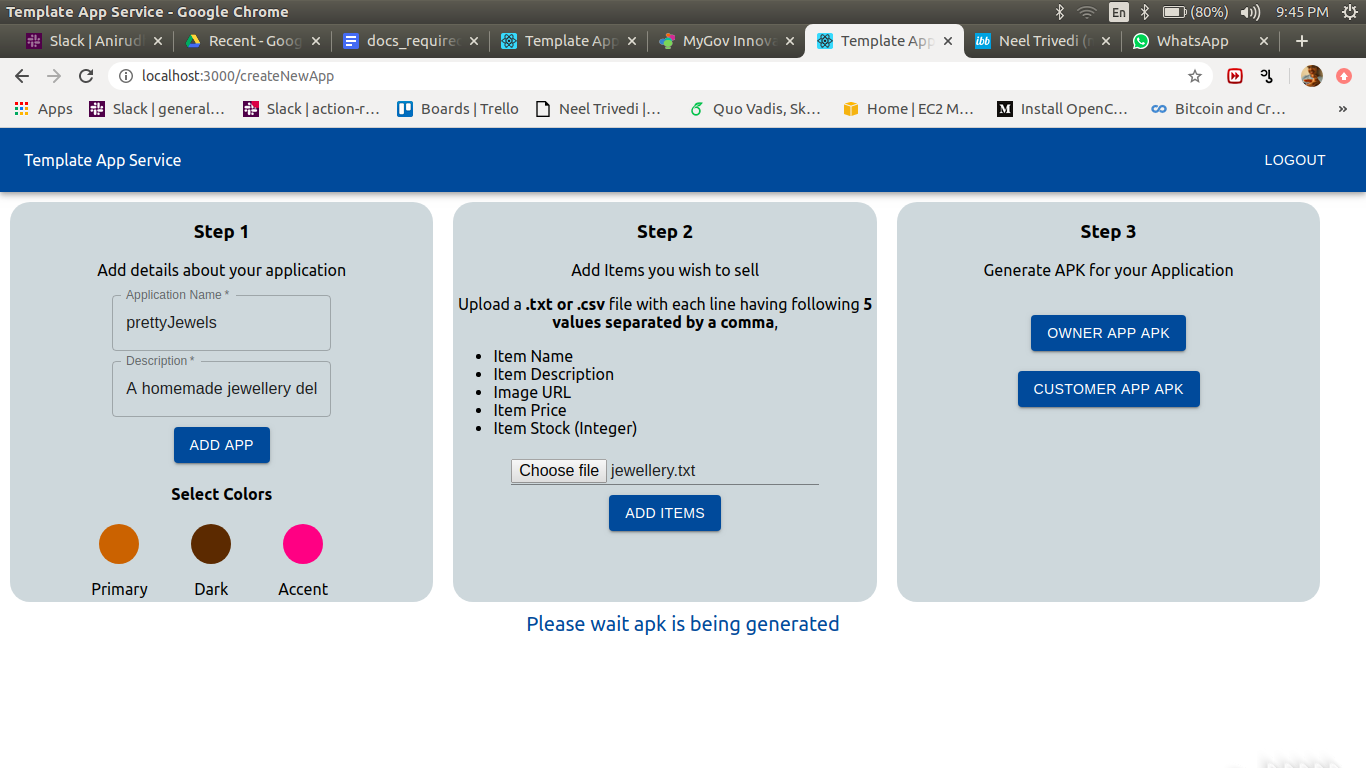 Template App Service - Google Chrome
En
(80%)
9:45 PM
Slack | Anirud
Recent - Goog
docs_require
Template App
MyGov Innova
Template App
ibb
Neel Trivedi (
WhatsApp
localhost:3000/createNewApp
Apps
Slack | general...
Slack | action-r...
Boards | Trello
Neel Trivedi |...
Quo Vadis, Sk...
Home | EC2 M...
M
Install OpenC...
Bitcoin and Cr...
»
Template App Service
LOGOUT
Step 1
Add details about your application
Application Name *
prettyJewels
Description *
A homemade jewellery del
ADD APP
Select Colors
Primary
Dark
Accent
Step 2
Add Items you wish to sell
Upload a .txt or .csv file with each line having following 5
values separated by a comma,
• Item Name
• Item Description
• Image URL
• Item Price
• Item Stock (Integer)
Choose file jewellery.txt
ADD ITEMS
Step 3
Generate APK for your Application
OWNER APP APK
CUSTOMER APP APK
Please wait apk is being generated